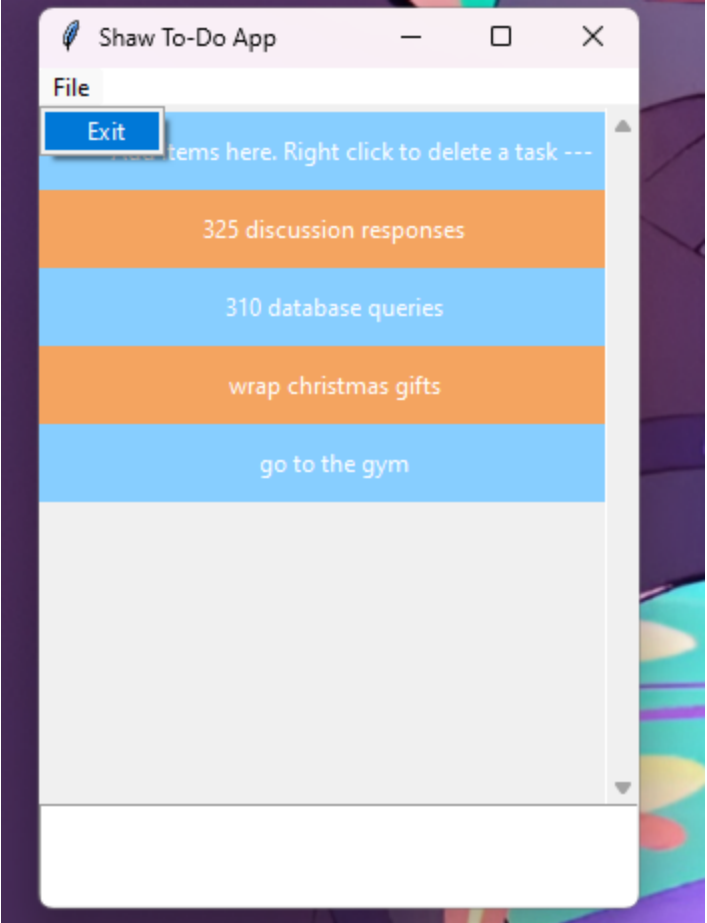 Shaw To-Do App
File
Exit
items here. Right click to delete a task ---
325 discussion responses
310 database queries
wrap christmas gifts
go to the gym